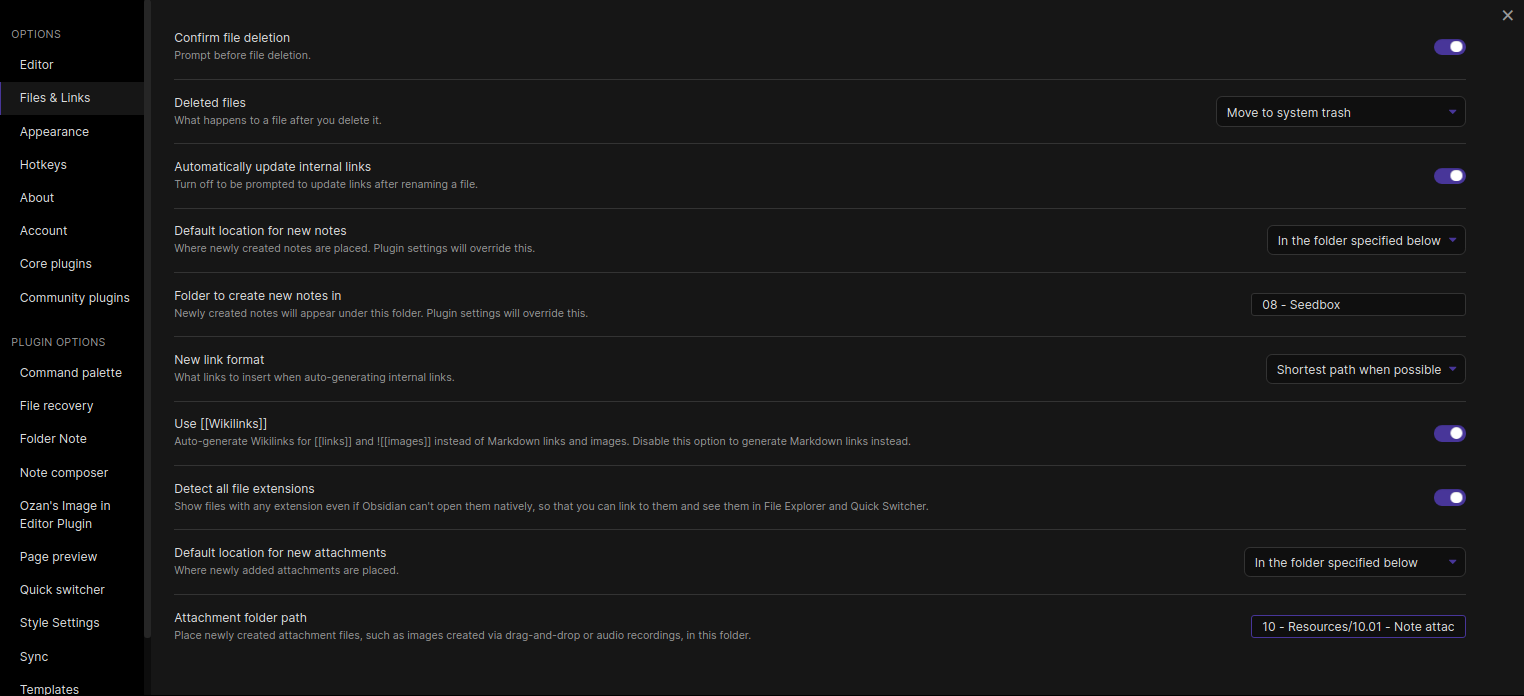 OPTIONS
Editor
Files & Links
Appearance
Hotkeys
About
Account
Core plugins
Community plugins
PLUGIN OPTIONS
Command palette
File recovery
Folder Note
Note composer
Ozan's Image in
Editor Plugin
Page preview
Quick switcher
Style Settings
Sync
Templates
Confirm file deletion
Prompt before file deletion.
Deleted files
What happens to a file after you delete it.
Move to system trash
Automatically update internal links
Turn off to be prompted to update links after renaming a file.
Default location for new notes
Where newly created notes are placed. Plugin settings will override this.
In the folder specified below
Folder to create new notes in
Newly created notes will appear under this folder. Plugin settings will override this.
08 - Seedbox
New link format
What links to insert when auto-generating internal links.
Shortest path when possible
Use [[Wikilinks]]
Auto-generate Wikilinks for [[links]] and ![[images]] instead of Markdown links and images. Disable this option to generate Markdown links instead.
Detect all file extensions
Show files with any extension even if Obsidian can't open them natively, so that you can link to them and see them in File Explorer and Quick Switcher.
Default location for new attachments
Where newly added attachments are placed.
In the folder specified below
Attachment folder path
Place newly created attachment files, such as images created via drag-and-drop or audio recordings, in this folder.
10 - Resources/10.01 - Note attac